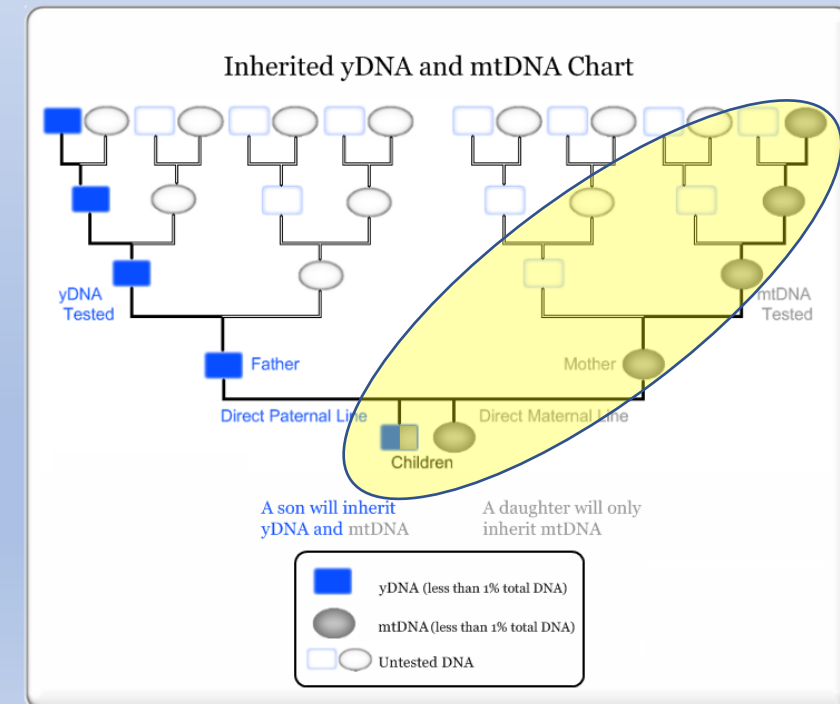 Inherited yDNA and mtDNA Chart
yDNA
Tested
mtDNA
Tested
Father
Mother
Direct Paternal Line
Direct Maternal Line
Children
A son will inherit
yDNA and mtDNA
A daughter will only
inherit mtDNA
yDNA (less than 1% total DNA)
mtDNA (less than 1% total DNA)
Untested DNA